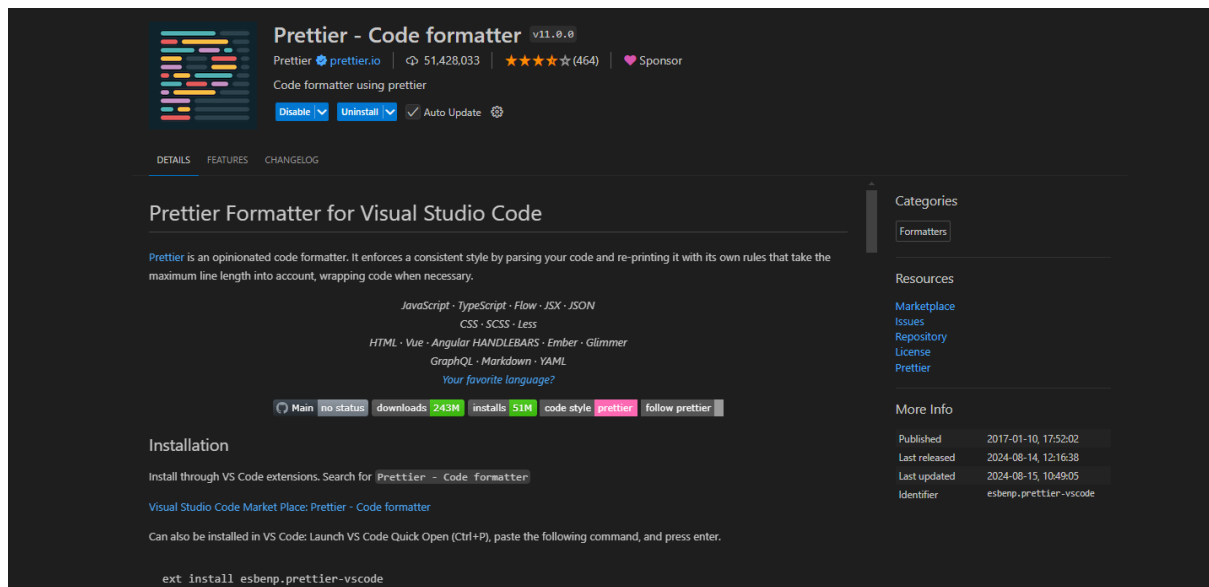 Prettier - Code formatter v11.0.0
Prettier prettier.io 51,428,033 (464) Sponsor
Code formatter using prettier
Disable Uninstall Auto Update
DETAILS FEATURES CHANGELOG
Prettier Formatter for Visual Studio Code
Prettier is an opinionated code formatter. It enforces a consistent style by parsing your code and re-printing it with its own rules that take the
maximum line length into account, wrapping code when necessary.
JavaScript · TypeScript · Flow · JSX · JSON
CSS · SCSS · Less
HTML · Vue · Angular HANDLEBARS · Ember · Glimmer
GraphQL · Markdown · YAML
Your favorite language?
Main no status downloads 243M installs 51M code style prettier follow prettier
Installation
Install through VS Code extensions. Search for Prettier - Code formatter
Visual Studio Code Market Place: Prettier - Code formatter
Can also be installed in VS Code: Launch VS Code Quick Open (Ctrl+P), paste the following command, and press enter.
ext install esbenp.prettier-vscode
Categories
Formatters
Resources
Marketplace
Issues
Repository
License
Prettier
More Info
Published 2017-01-10, 17:52:02
Last released 2024-08-14, 12:16:38
Last updated 2024-08-15, 10:49:05
Identifier esbenp.prettier-vscode